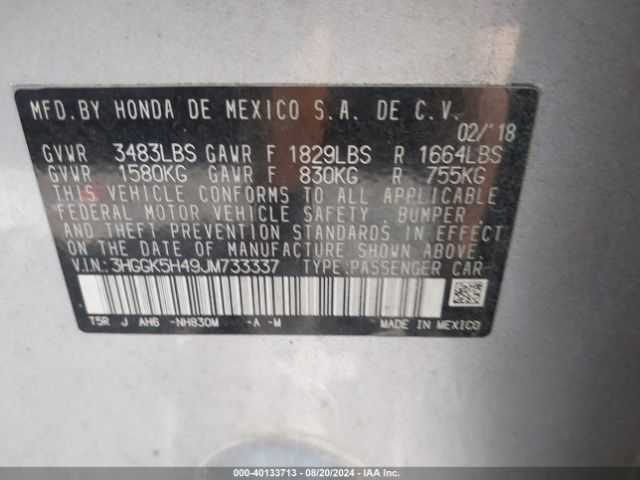 MFD. BY HONDA DE MEXICO S.A. DE C.V.
02/'18
GVWR 3483LBS GAWR F 1829LBS R 1664LBS
GVWR 1580KG GAWR F 830KG R 755KG
THIS VEHICLE CONFORMS TO ALL APPLICABLE
FEDERAL MOTOR VEHICLE SAFETY, BUMPER
AND THEFT PREVENTION STANDARDS IN EFFECT
ON THE DATE OF MANUFACTURE SHOWN ABOVE.
V.I.N.: 3HGGK5H49JM733337 TYPE: PASSENGER CAR
T5R J AH6 -NH830M -A -M
MADE IN MEXICO
000-40133713 - 08/20/2024 - IAA Inc.